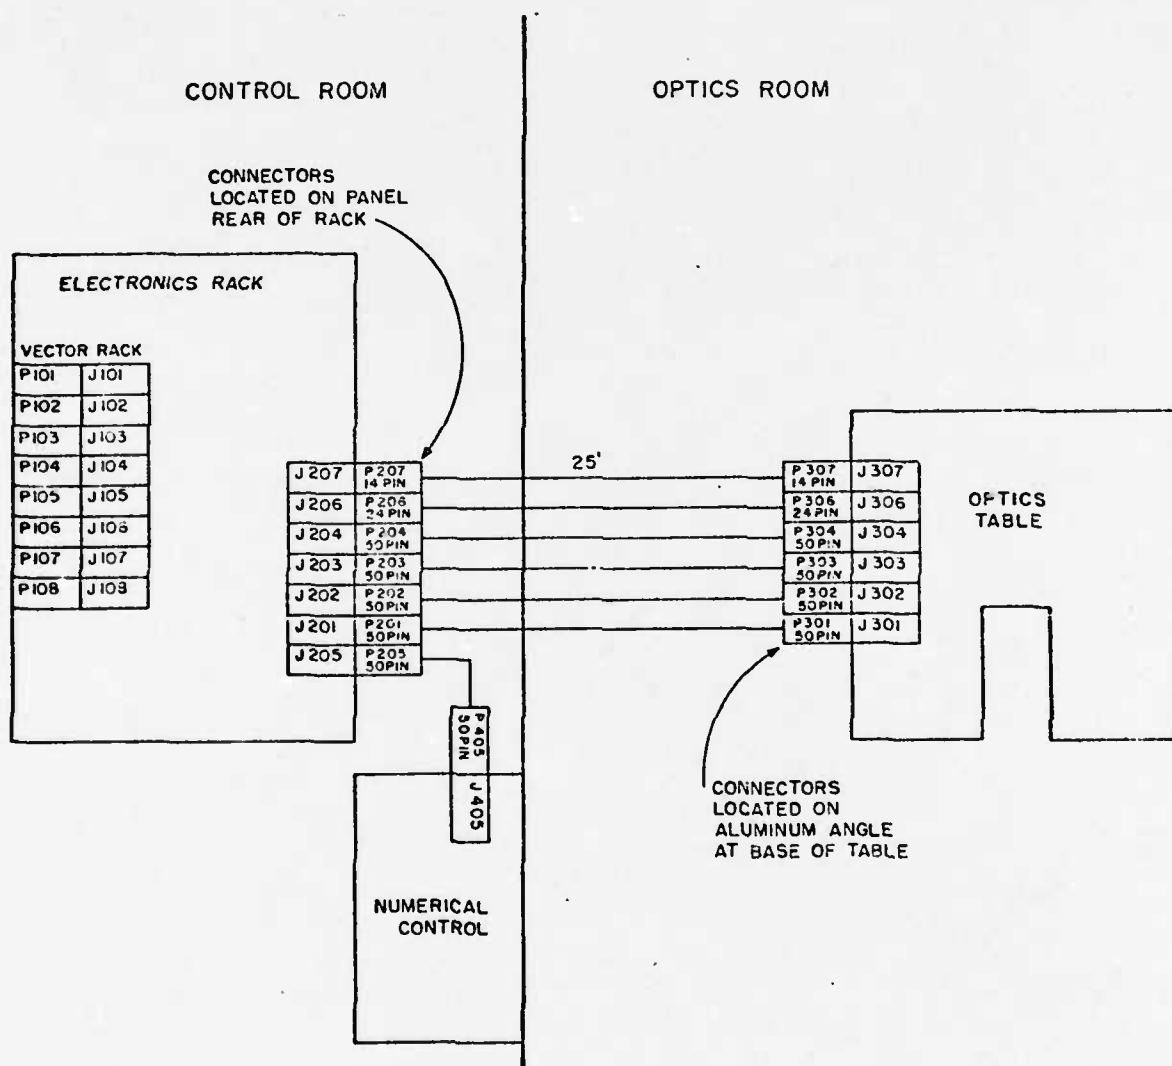 CONTROL ROOM
OPTICS ROOM
CONNECTORS
LOCATED ON PANEL
REAR OF RACK
ELECTRONICS RACK
VECTOR RACK
P101 J101
P102 J102
P103 J103
P104 J104
P105 J105
P106 J106
P107 J107
P108 J108
J207 P207
14 PIN
J206 P206
24 PIN
J204 P204
50 PIN
J203 P203
50 PIN
J202 P202
50 PIN
J201 P201
50 PIN
J205 P205
50 PIN
25'
P307 J307
14 PIN
P306 J306
24 PIN
P304 J304
50 PIN
P303 J303
50 PIN
P302 J302
50 PIN
P301 J301
50 PIN
OPTICS
TABLE
P405
50 PIN
J405
NUMERICAL
CONTROL
CONNECTORS
LOCATED ON
ALUMINUM ANGLE
AT BASE OF TABLE